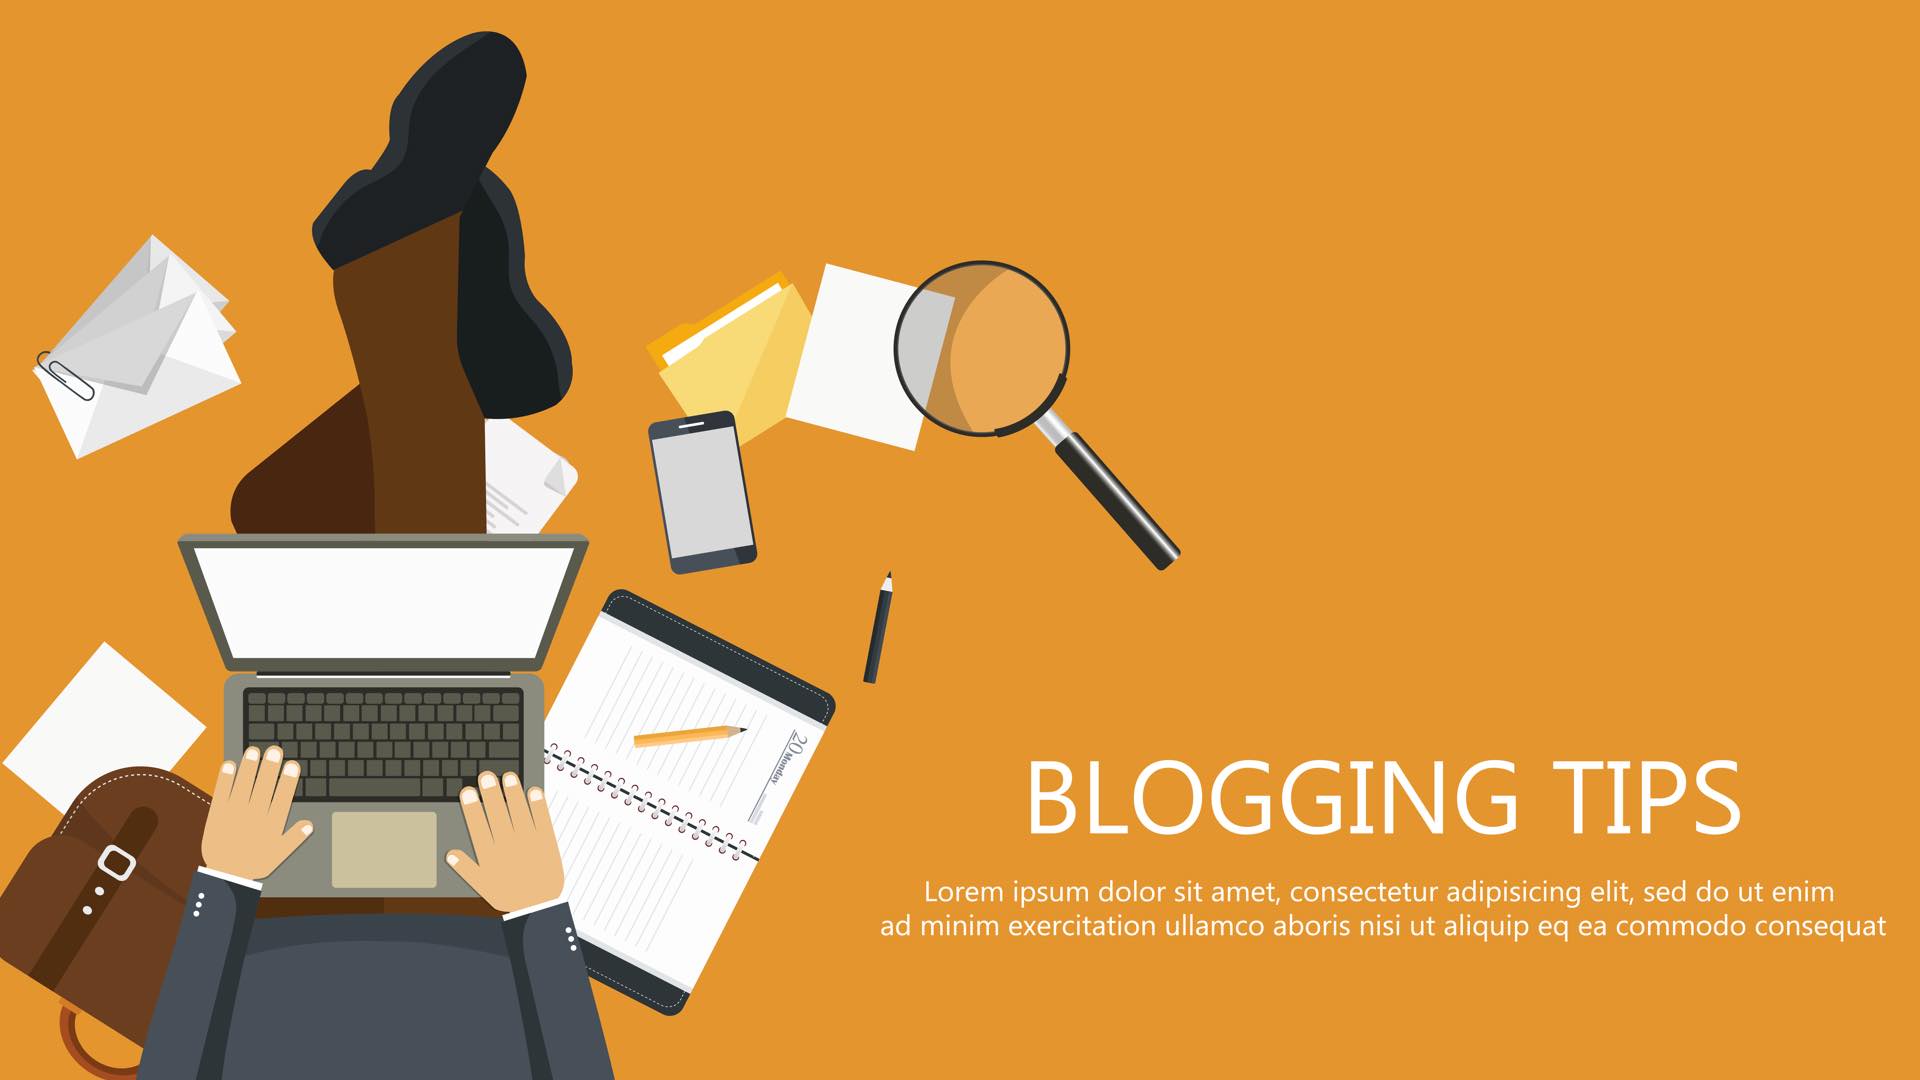 20
Monday
BLOGGING TIPS
Lorem ipsum dolor sit amet, consectetur adipisicing elit, sed do ut enim
ad minim exercitation ullamco aboris nisi ut aliquip eq ea commodo consequat